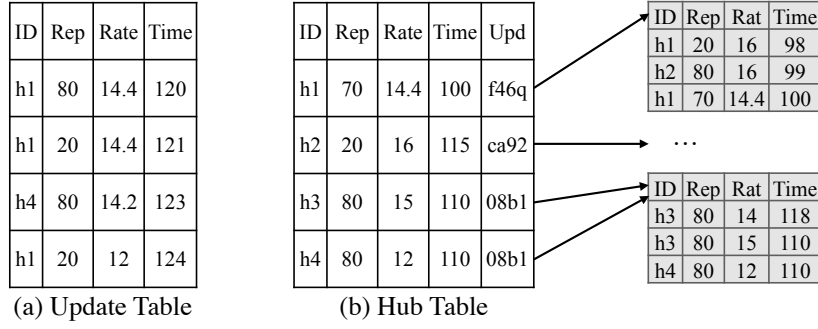 ID Rep Rate Time
h1 80 14.4 120
h1 20 14.4 121
h4 80 14.2 123
h1 20 12 124
(a) Update Table
ID Rep Rate Time Upd
h1 70 14.4 100 f46q
h2 20 16 115 ca92
h3 80 15 110 08b1
h4 80 12 110 08b1
(b) Hub Table
ID Rep Rat Time
h1 20 16 98
h2 80 16 99
h1 70 14.4 100
...
ID Rep Rat Time
h3 80 14 118
h3 80 15 110
h4 80 12 110